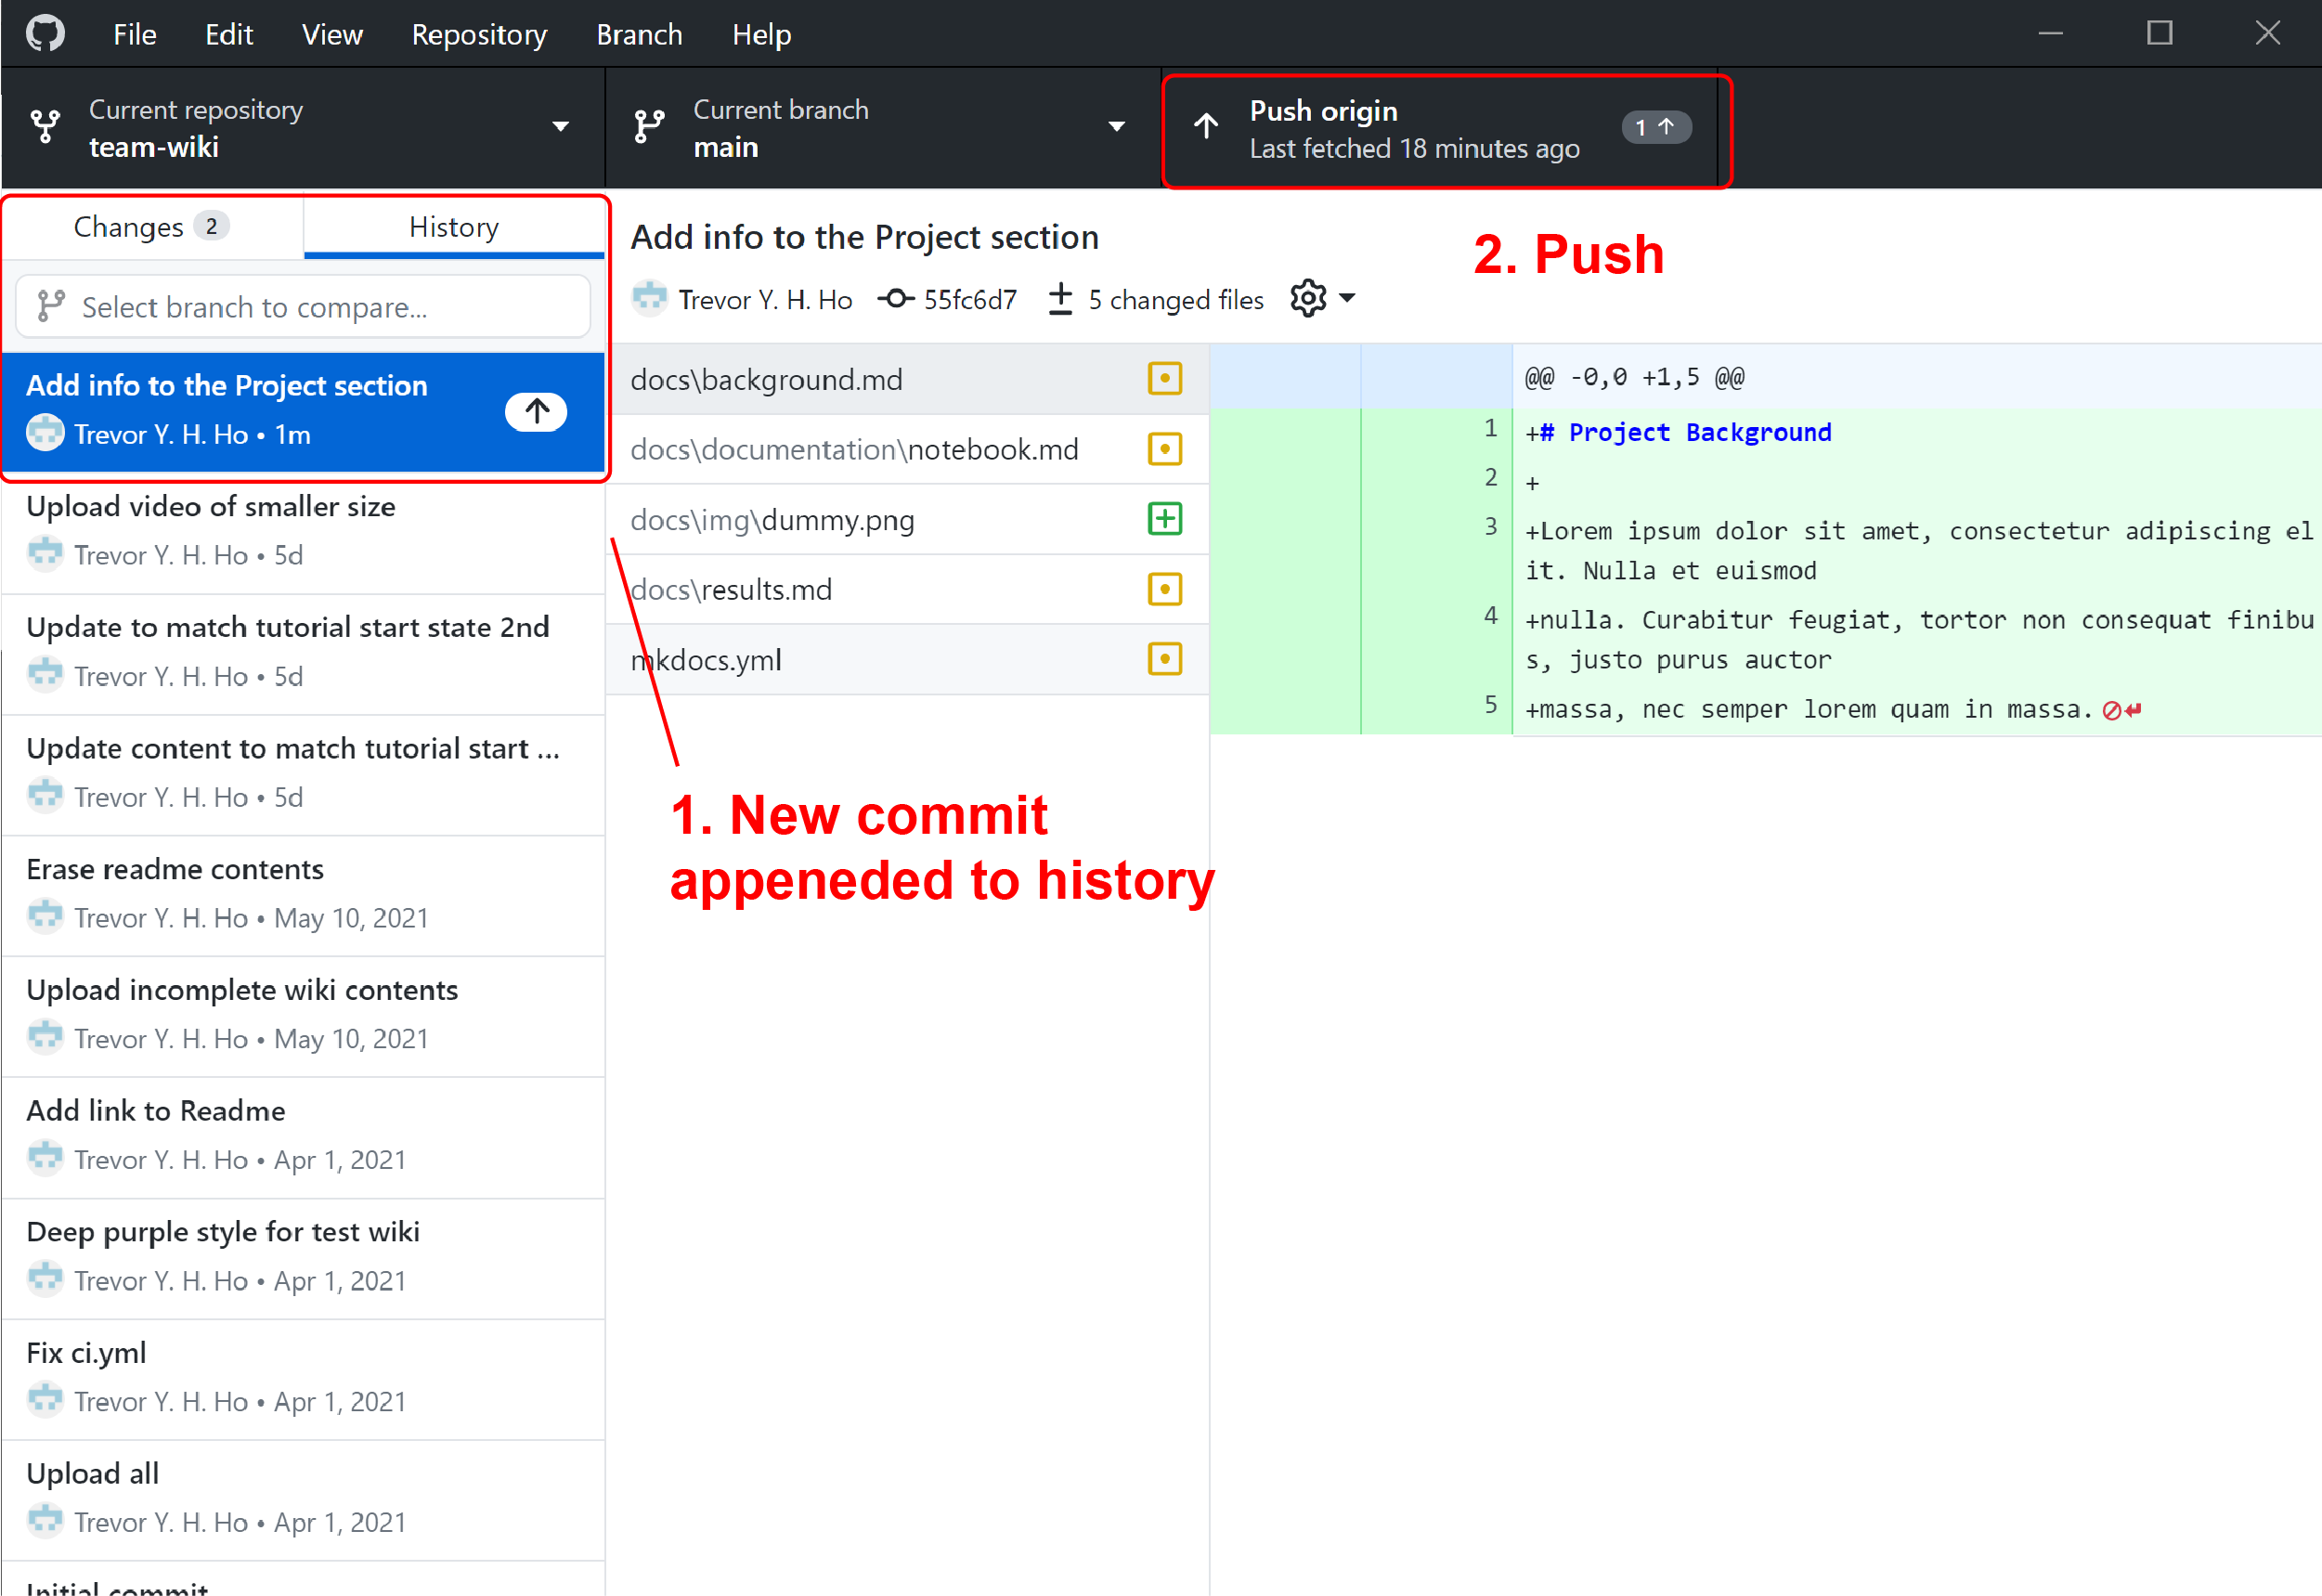 File Edit View Repository Branch Help
Current repository
team-wiki
Current branch
main
Push origin
Last fetched 18 minutes ago
1
Changes 2
History
Select branch to compare...
Add info to the Project section
Trevor Y. H. Ho • 1m
Upload video of smaller size
Trevor Y. H. Ho • 5d
Update to match tutorial start state 2nd
Trevor Y. H. Ho • 5d
Update content to match tutorial start ...
Trevor Y. H. Ho • 5d
Erase readme contents
Trevor Y. H. Ho • May 10, 2021
Upload incomplete wiki contents
Trevor Y. H. Ho • May 10, 2021
Add link to Readme
Trevor Y. H. Ho • Apr 1, 2021
Deep purple style for test wiki
Trevor Y. H. Ho • Apr 1, 2021
Fix ci.yml
Trevor Y. H. Ho • Apr 1, 2021
Upload all
Trevor Y. H. Ho • Apr 1, 2021
Initial commit
Add info to the Project section
Trevor Y. H. Ho 55fc6d7 ± 5 changed files
2. Push
docs\background.md
docs\documentation\notebook.md
docs\img\dummy.png
docs\results.md
mkdocs.yml
1. New commit
appeneded to history
@@ -0,0 +1,5 @@
1 +# Project Background
2 +
3 +Lorem ipsum dolor sit amet, consectetur adipiscing el
it. Nulla et euismod
4 +nulla. Curabitur feugiat, tortor non consequat finibu
s, justo purus auctor
5 +massa, nec semper lorem quam in massa.